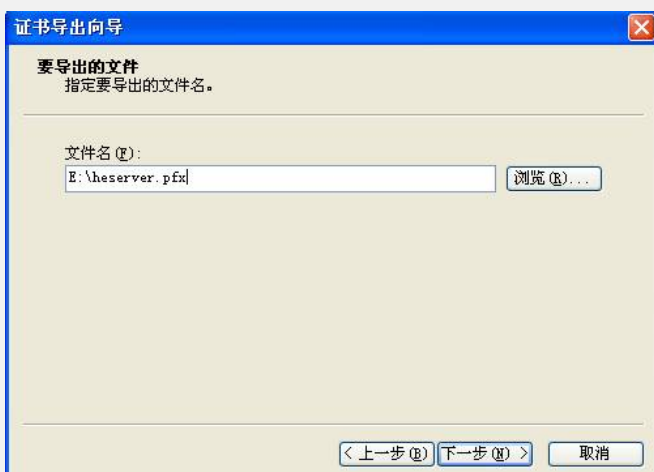 证书导出向导
要导出的文件
指定要导出的文件名。
文件名(F):
E:\heserver.pfx
浏览(R)...
< 上一步(B) 下一步(N) > 取消